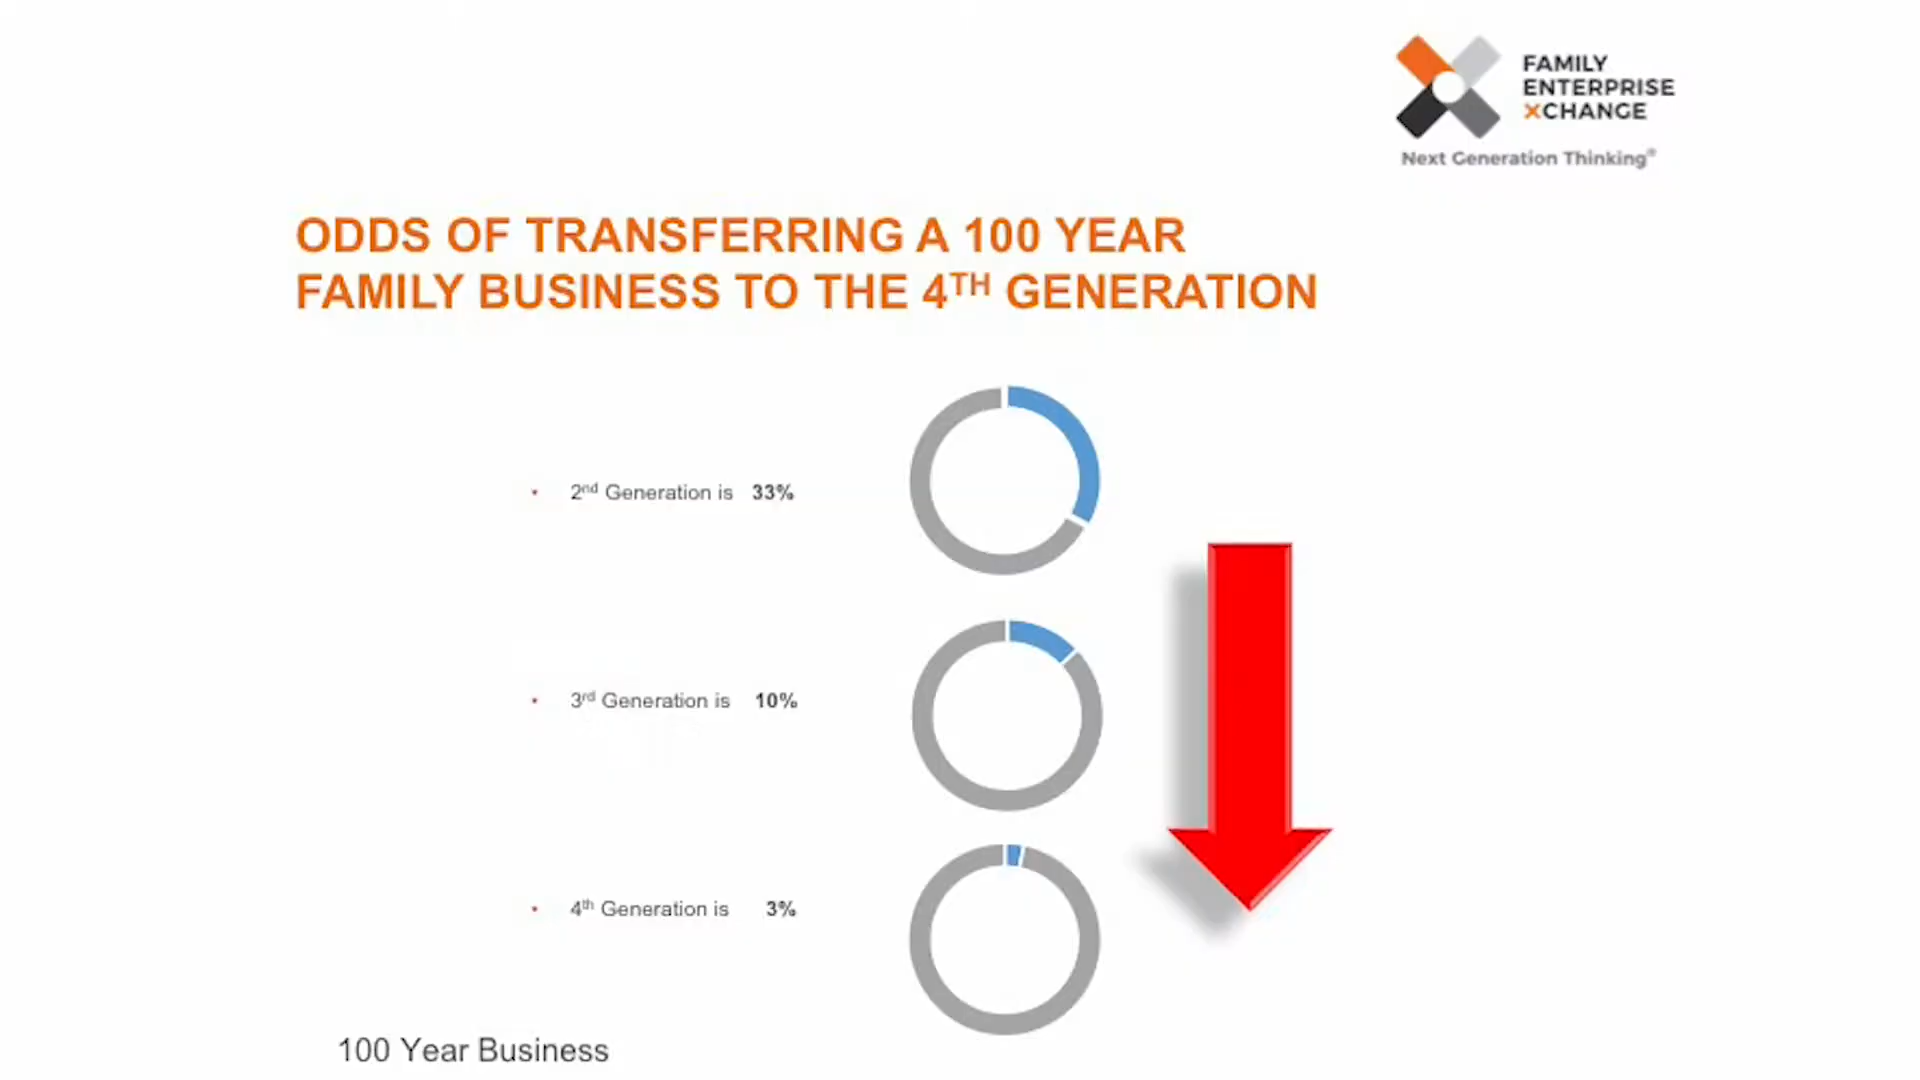 FAMILY
ENTERPRISE
XCHANGE
Next Generation Thinking®
ODDS OF TRANSFERRING A 100 YEAR
FAMILY BUSINESS TO THE 4TH GENERATION
• 2nd Generation is 33%
• 3rd Generation is 10%
• 4th Generation is 3%
100 Year Business